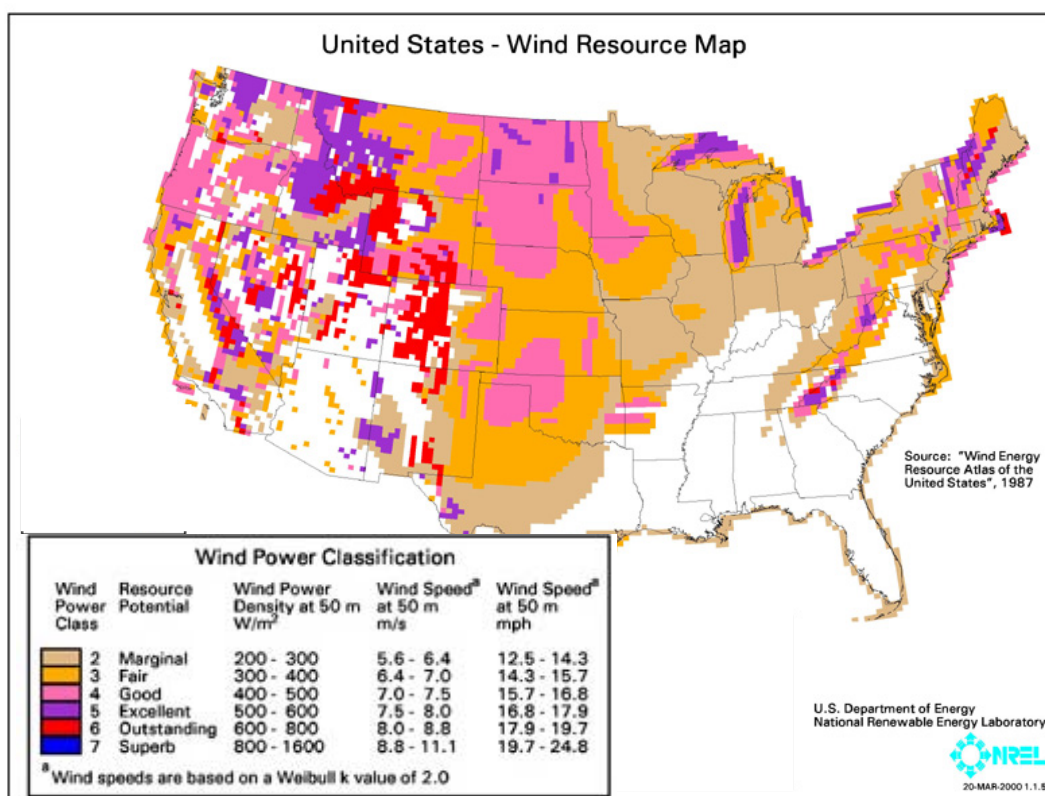 United States - Wind Resource Map
Source: "Wind Energy
Resource Atlas of the
United States", 1987
Wind Power Classification
Wind Power Class Resource Potential Wind Power Density at 50 m W/m² Wind Speedᵃ at 50 m m/s Wind Speedᵃ at 50 m mph
2 Marginal 200 - 300 5.6 - 6.4 12.5 - 14.3
3 Fair 300 - 400 6.4 - 7.0 14.3 - 15.7
4 Good 400 - 500 7.0 - 7.5 15.7 - 16.8
5 Excellent 500 - 600 7.5 - 8.0 16.8 - 17.9
6 Outstanding 600 - 800 8.0 - 8.8 17.9 - 19.7
7 Superb 800 - 1600 8.8 - 11.1 19.7 - 24.8
ᵃ Wind speeds are based on a Weibull k value of 2.0
U.S. Department of Energy
National Renewable Energy Laboratory
NREL
20-MAR-2000 1.1.5